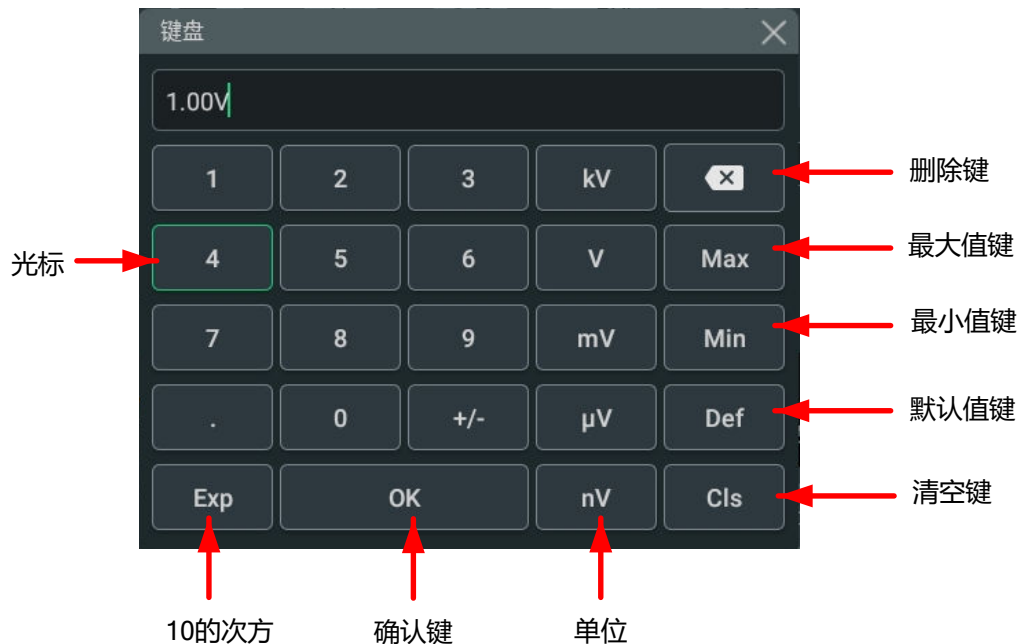 键盘
1.00V
1 2 3 kV 删除键
光标 4 5 6 V Max 最大值键
7 8 9 mV Min 最小值键
. 0 +/- µV Def 默认值键
Exp OK nV Cls 清空键
10的次方 确认键 单位